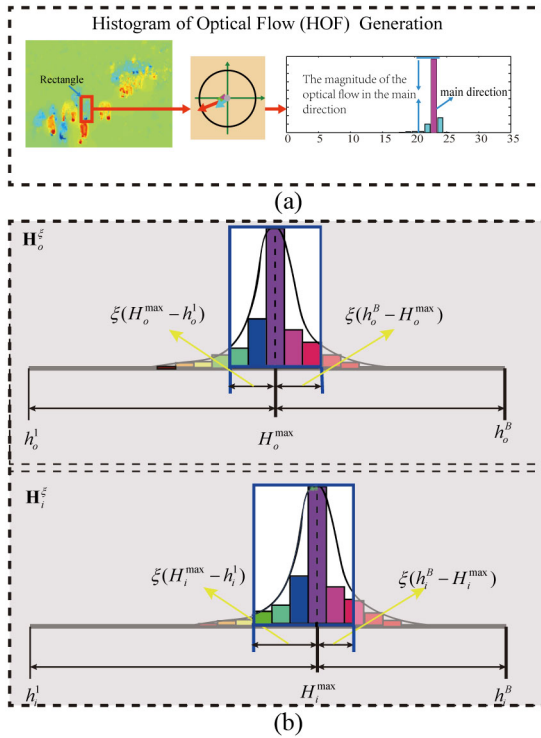 Histogram of Optical Flow (HOF) Generation
Rectangle
The magnitude of the
optical flow in the main
direction
main direction
0 5 10 15 20 25 30 35
(a)
H_o^ξ
ξ(H_o^max − h_o^1)
ξ(h_o^B − H_o^max)
h_o^1
H_o^max
h_o^B
H_i^ξ
ξ(H_i^max − h_i^1)
ξ(h_i^B − H_i^max)
h_i^1
H_i^max
h_i^B
(b)